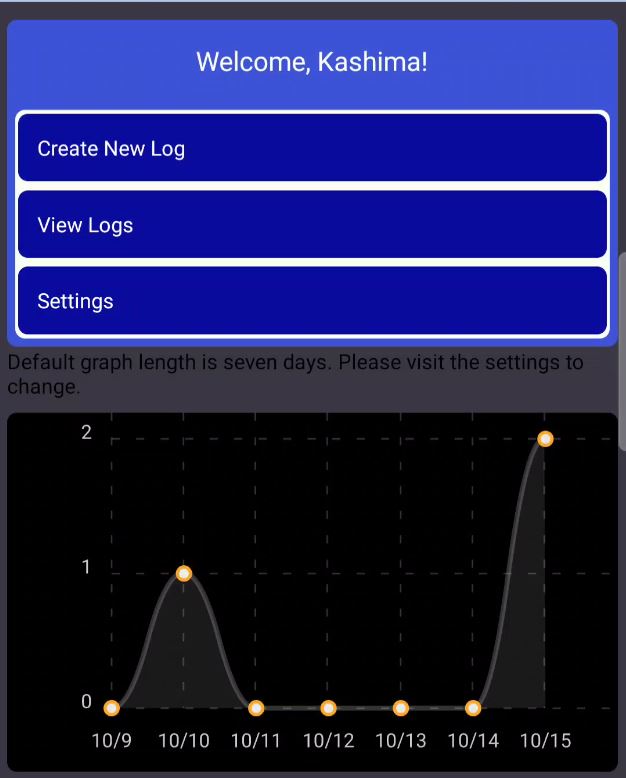 Welcome, Kashima!
Create New Log
View Logs
Settings
Default graph length is seven days. Please visit the settings to
change.
2
1
0
10/9 10/10 10/11 10/12 10/13 10/14 10/15